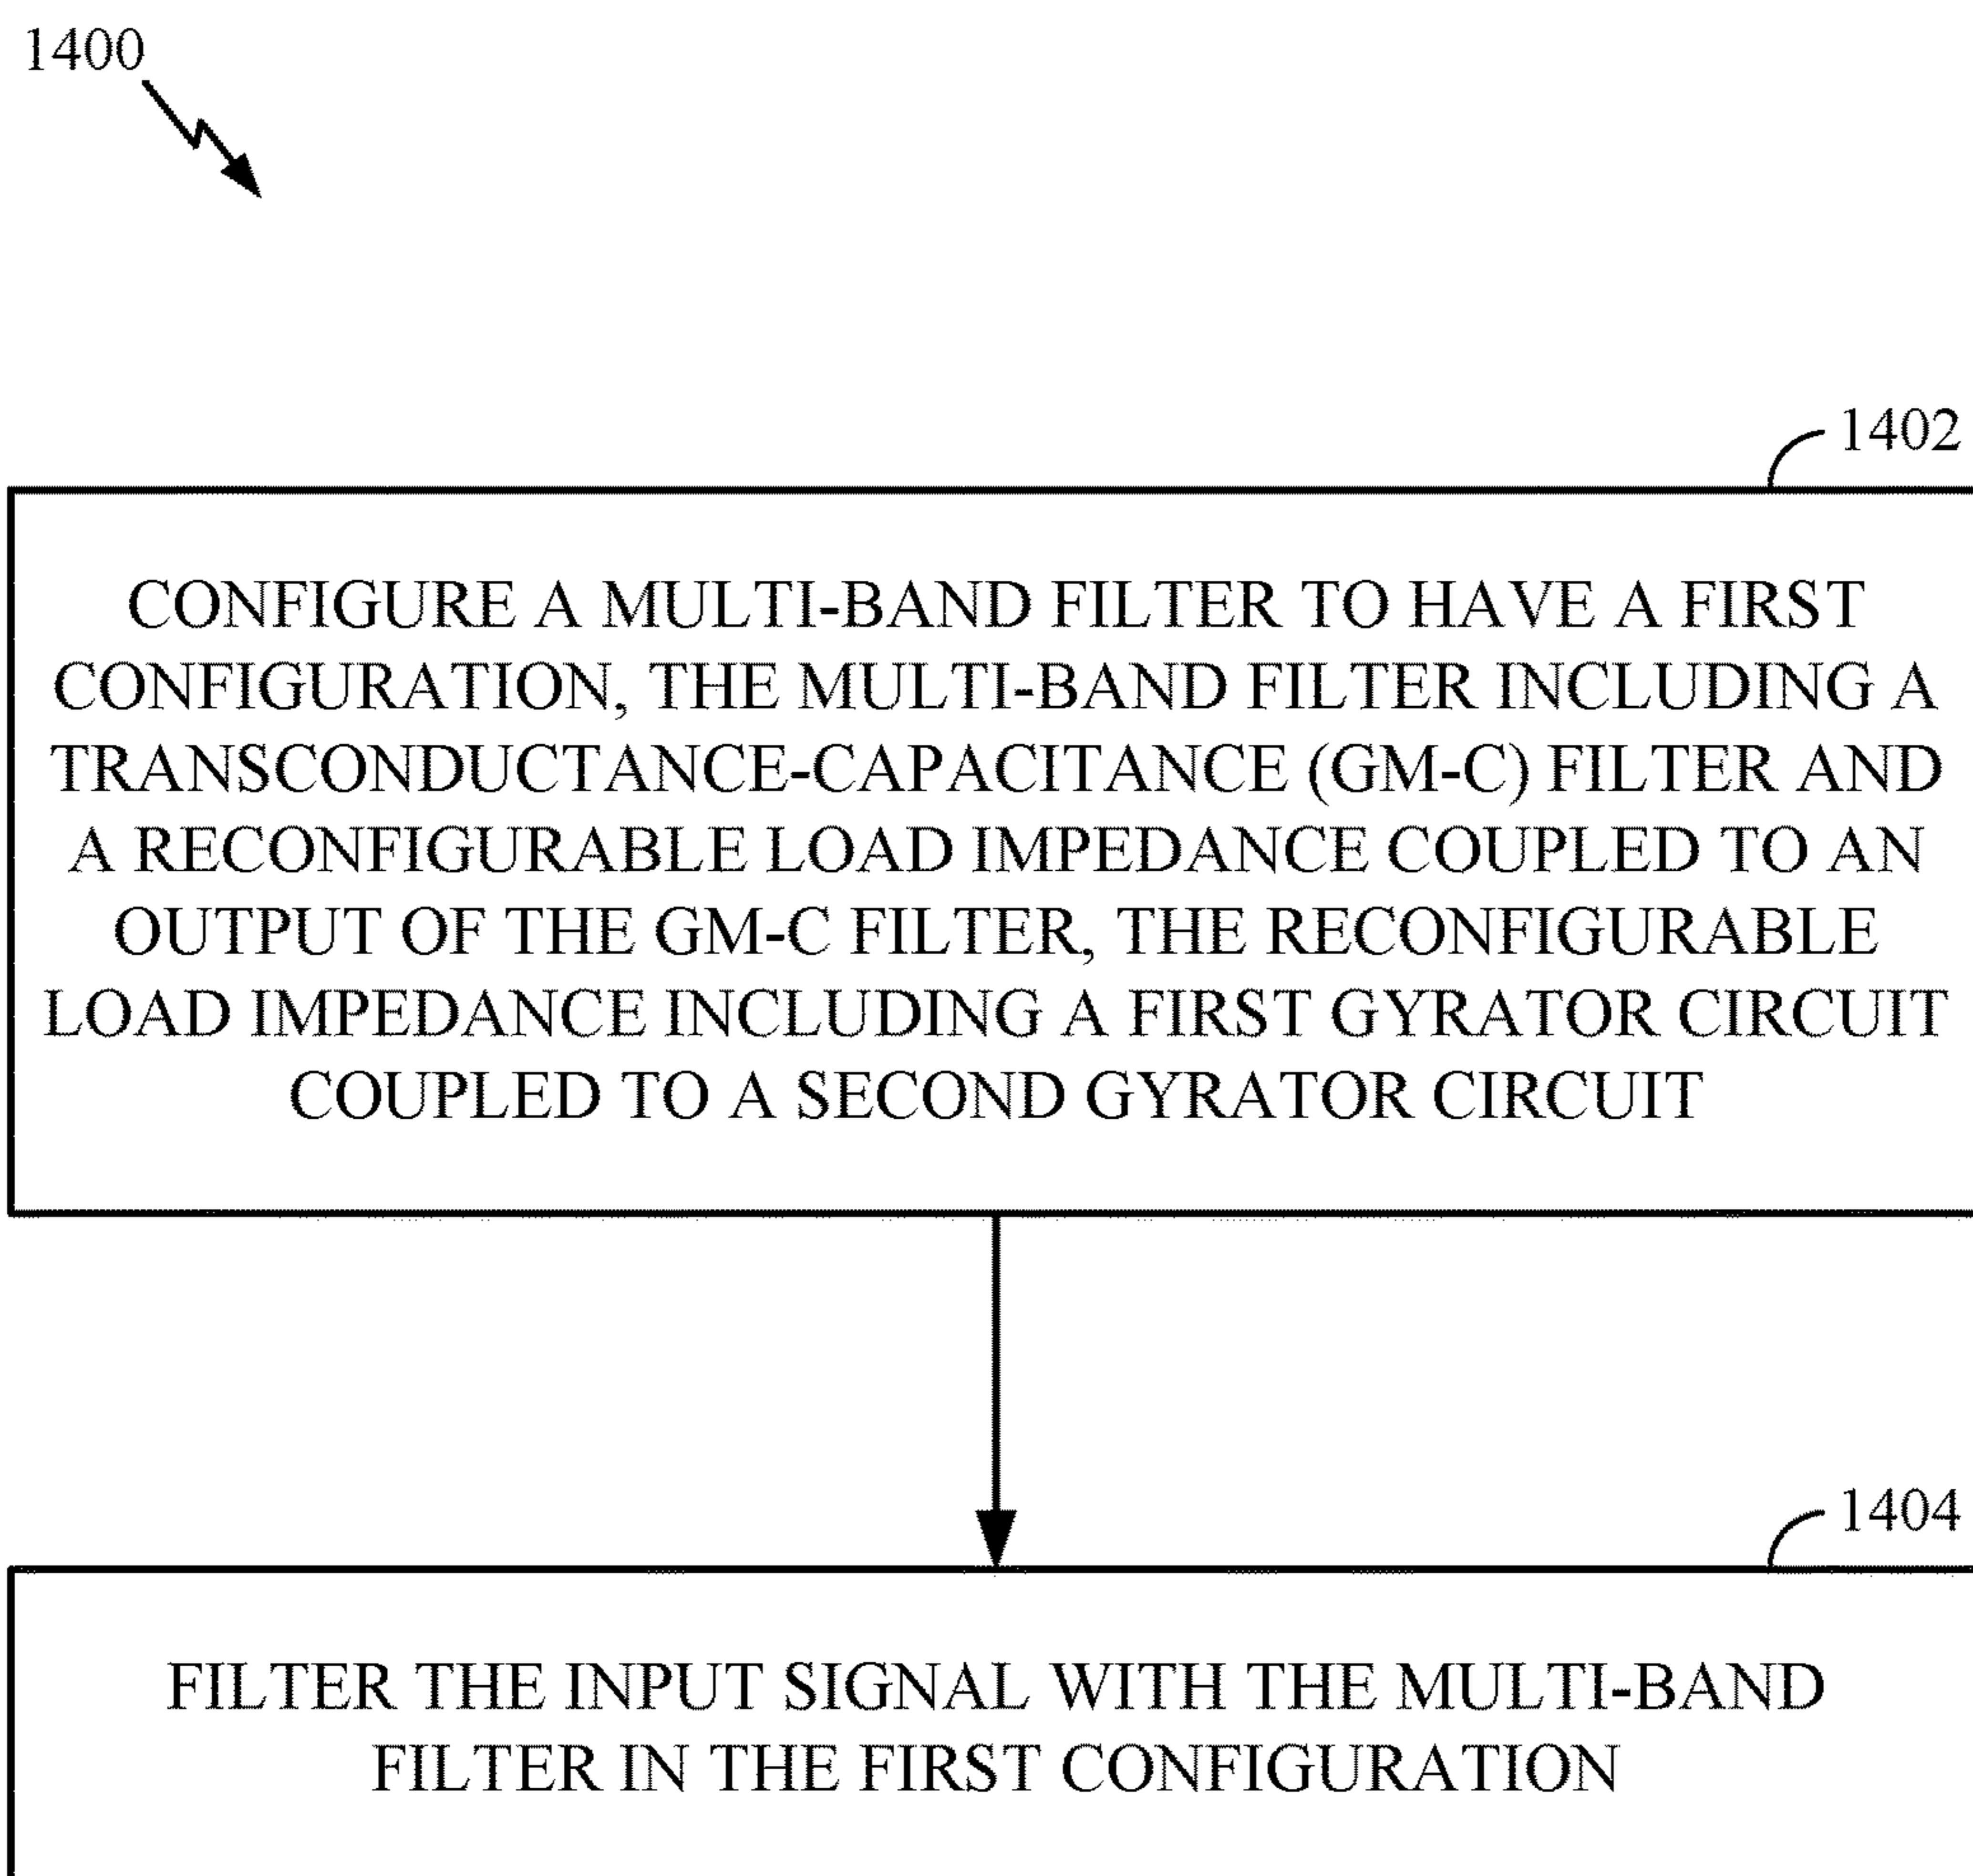 1400
1402
CONFIGURE A MULTI-BAND FILTER TO HAVE A FIRST
CONFIGURATION, THE MULTI-BAND FILTER INCLUDING A
TRANSCONDUCTANCE-CAPACITANCE (GM-C) FILTER AND
A RECONFIGURABLE LOAD IMPEDANCE COUPLED TO AN
OUTPUT OF THE GM-C FILTER, THE RECONFIGURABLE
LOAD IMPEDANCE INCLUDING A FIRST GYRATOR CIRCUIT
COUPLED TO A SECOND GYRATOR CIRCUIT
1404
FILTER THE INPUT SIGNAL WITH THE MULTI-BAND
FILTER IN THE FIRST CONFIGURATION